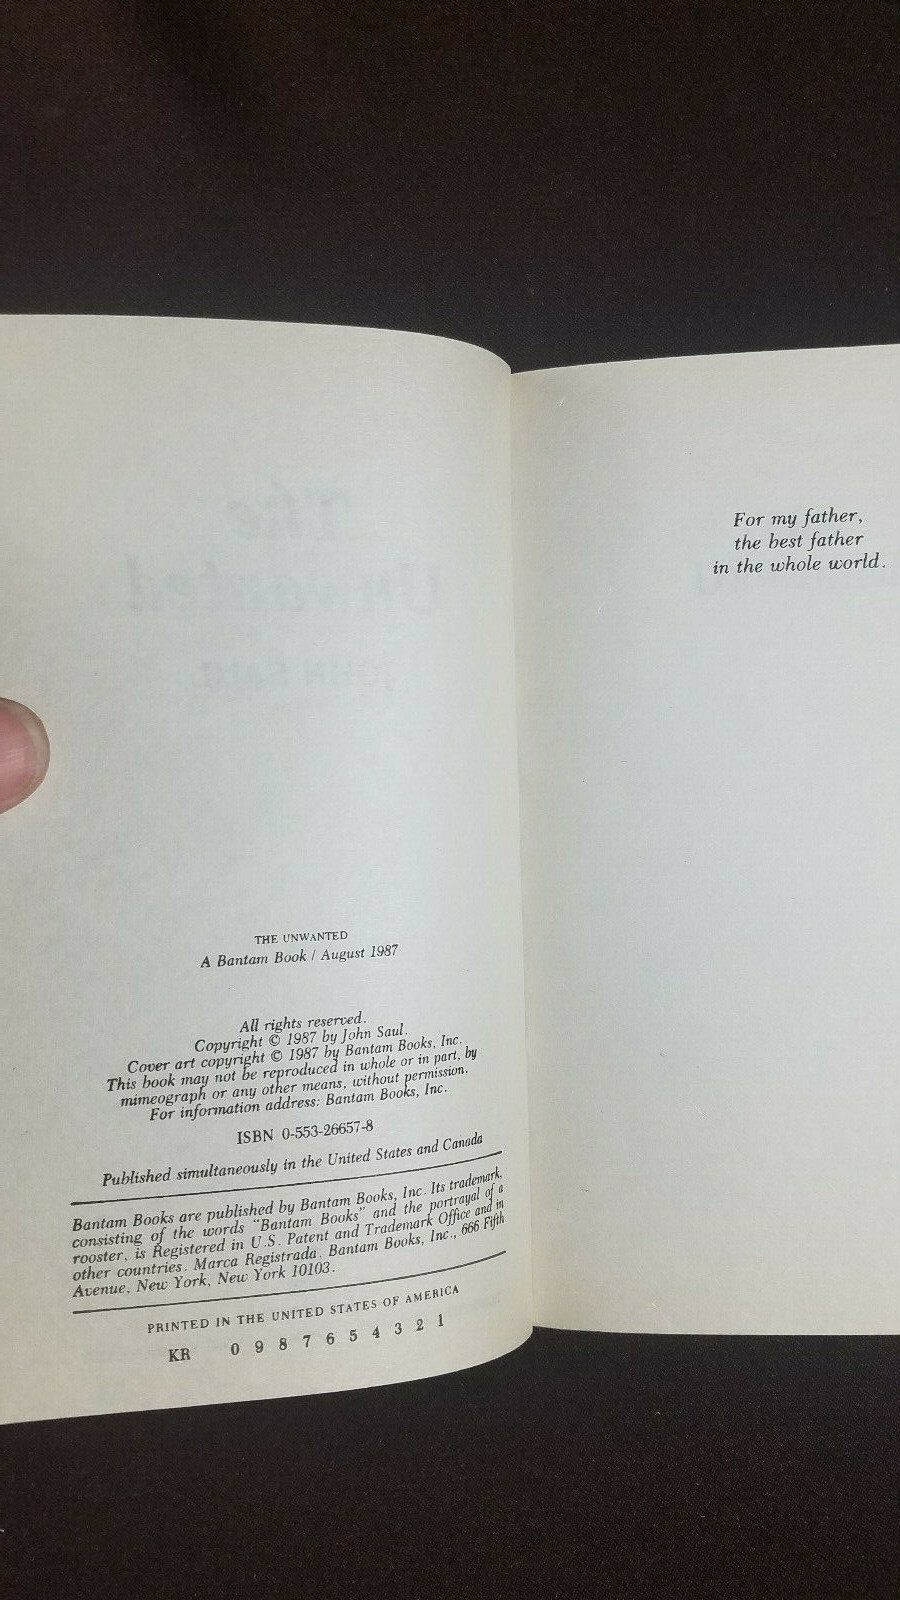 THE UNWANTED
A Bantam Book / August 1987
All rights reserved.
Copyright © 1987 by John Saul.
Cover art copyright © 1987 by Bantam Books, Inc.
This book may not be reproduced in whole or in part, by
mimeograph or any other means, without permission.
For information address: Bantam Books, Inc.
ISBN 0-553-26657-8
Published simultaneously in the United States and Canada
Bantam Books are published by Bantam Books, Inc. Its trademark,
consisting of the words "Bantam Books" and the portrayal of a
rooster, is Registered in U.S. Patent and Trademark Office and in
other countries. Marca Registrada. Bantam Books, Inc., 666 Fifth
Avenue, New York, New York 10103.
PRINTED IN THE UNITED STATES OF AMERICA
KR 0 9 8 7 6 5 4 3 2 1
For my father,
the best father
in the whole world.